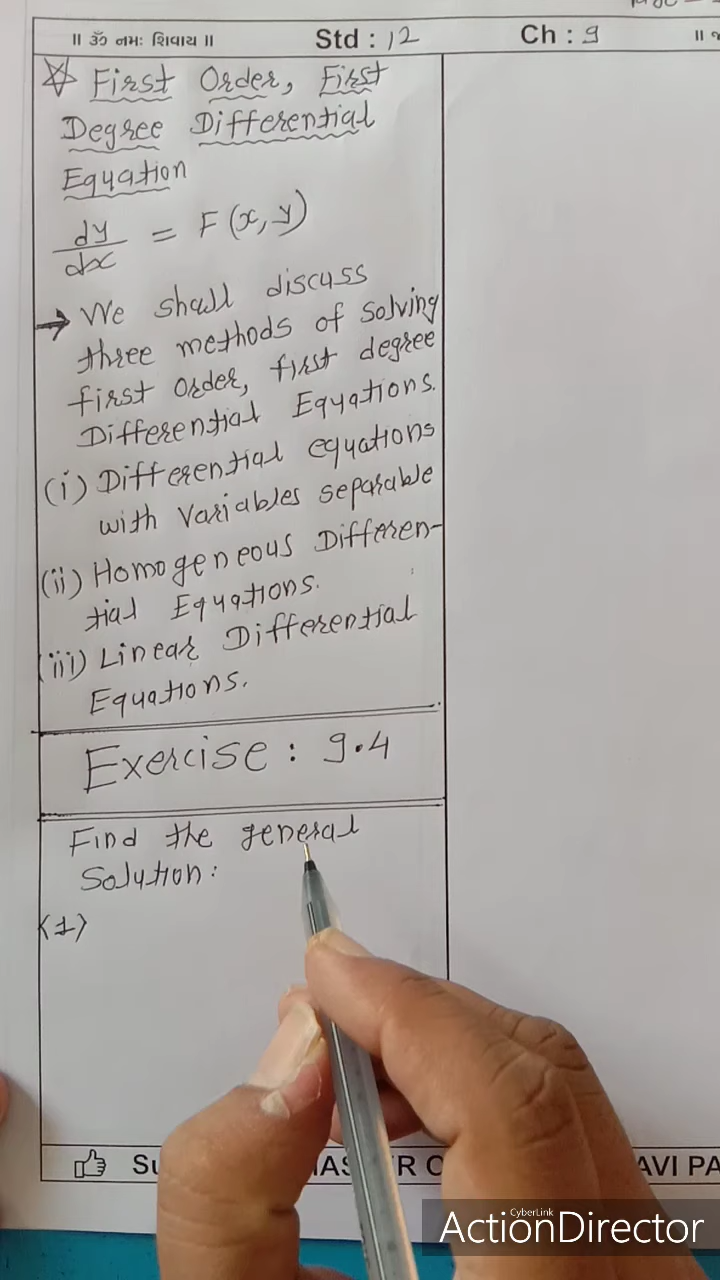 ॥ ૐ નમઃ શિવાય ॥ Std : 12 Ch : 9
☆ First Order, First
Degree Differential
Equation
dy/dx = F(x, y)
→ We shall discuss
three methods of solving
first order, first degree
Differential Equations.
(i) Differential equations
with variables separable
(ii) Homogeneous Differen-
tial Equations.
(iii) Linear Differential
Equations.
Exercise : 9.4
Find the general
Solution:
(1)
CyberLink
ActionDirector